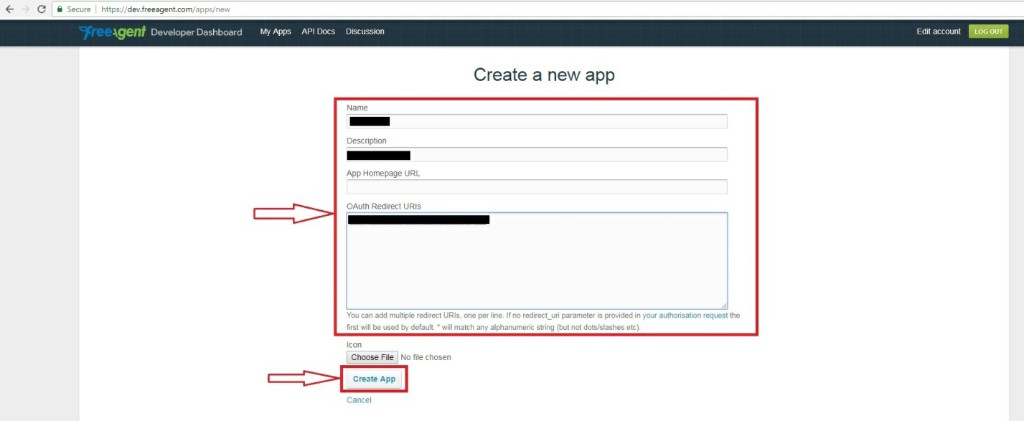 Secure | https://dev.freeagent.com/apps/new
freeagent Developer Dashboard My Apps API Docs Discussion Edit account LOG OUT
Create a new app
Name
Description
App Homepage URL
OAuth Redirect URIs
You can add multiple redirect URIs, one per line. If no redirect_uri parameter is provided in your authorisation request the
first will be used by default. * will match any alphanumeric string (but not dots/slashes etc).
Icon
Choose File No file chosen
Create App
Cancel